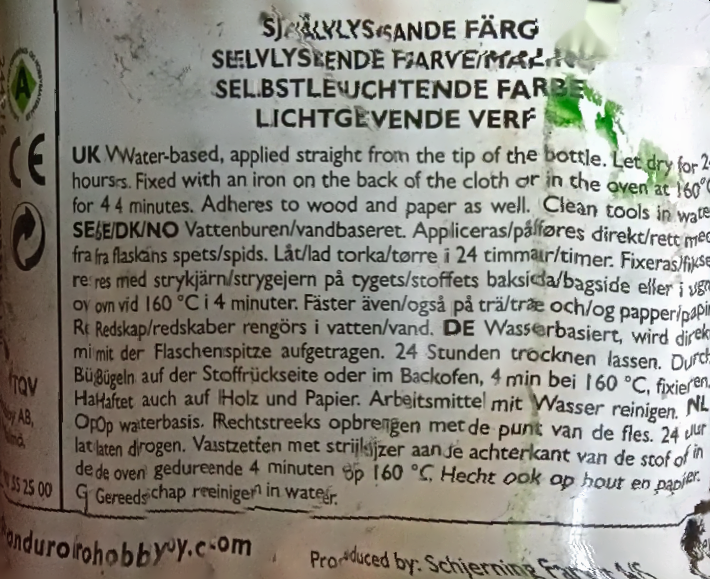 SJÄLVLYSANDE FÄRG
SELVLYSENDE FARVE/MALING
SELBSTLEUCHTENDE FARBE
LICHTGEVENDE VERF
UK Water-based, applied straight from the tip of the bottle. Let dry for 24
hours. Fixed with an iron on the back of the cloth or in the oven at 160°C
for 4 minutes. Adheres to wood and paper as well. Clean tools in water
SE/DK/NO Vattenburen/vandbaseret. Appliceras/påføres direkt/rett med
fra flaskans spets/spids. Låt/lad torka/tørre i 24 timmar/timer. Fixeras/fikse
res med strykjärn/strygejern på tygets/stoffets baksida/bagside eller i ugn
ovn vid 160 °C i 4 minuter. Fäster även/også på trä/træ och/og papper/papir
Redskap/redskaber rengörs i vatten/vand. DE Wasserbasiert, wird direkt
mit der Flaschenspitze aufgetragen. 24 Stunden trocknen lassen. Durch
Bügeln auf der Stoffrückseite oder im Backofen, 4 min bei 160 °C, fixieren.
Haftet auch auf Holz und Papier. Arbeitsmittel mit Wasser reinigen. NL
Op waterbasis. Rechtstreeks opbrengen met de punt van de fles. 24 uur
laten drogen. Vastzetten met strijkijzer aan de achterkant van de stof of in
de oven gedurende 4 minuten op 160 °C. Hecht ook op hout en papier.
Gereedschap reinigen in water.
A
CE
TQV
AB,
55 25 00
Produced by: Schjerning